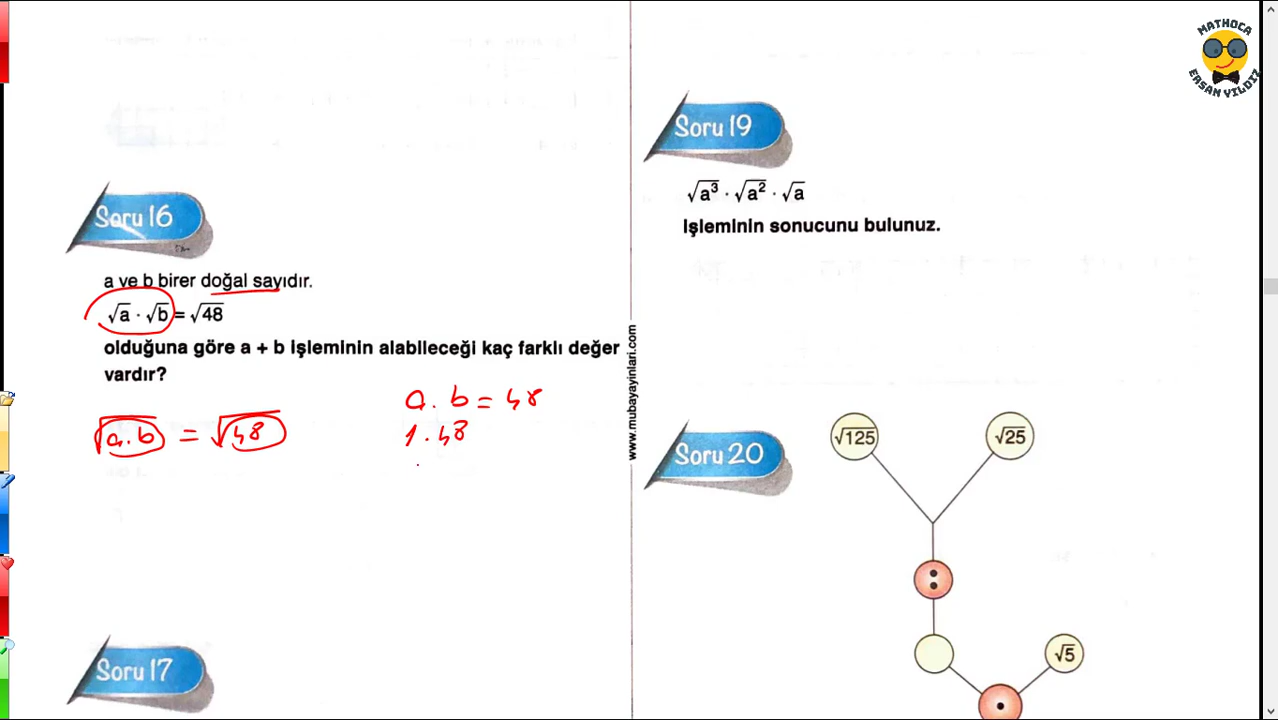 MATHOCA
ERSAN YILDIZ
Soru 16
a ve b birer doğal sayıdır.
√a · √b = √48
olduğuna göre a + b işleminin alabileceği kaç farklı değer
vardır?
√a.b = √48
a . b = 48
1 . 48
Soru 17
www.mubayayinlari.com
Soru 19
√a³ · √a² · √a
işleminin sonucunu bulunuz.
Soru 20
√125
√25
:
√5
·